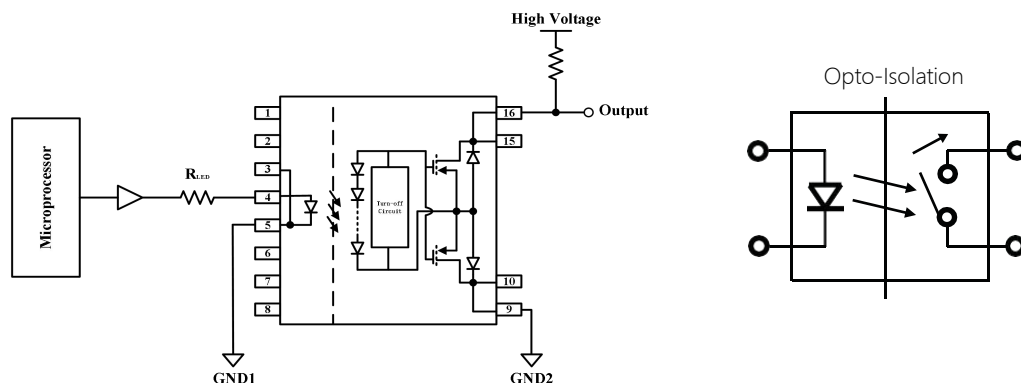 High Voltage
Opto-Isolation
Microprocessor
RLED
1
2
3
4
5
6
7
8
Turn-off
Circuit
16
Output
15
10
9
GND1
GND2